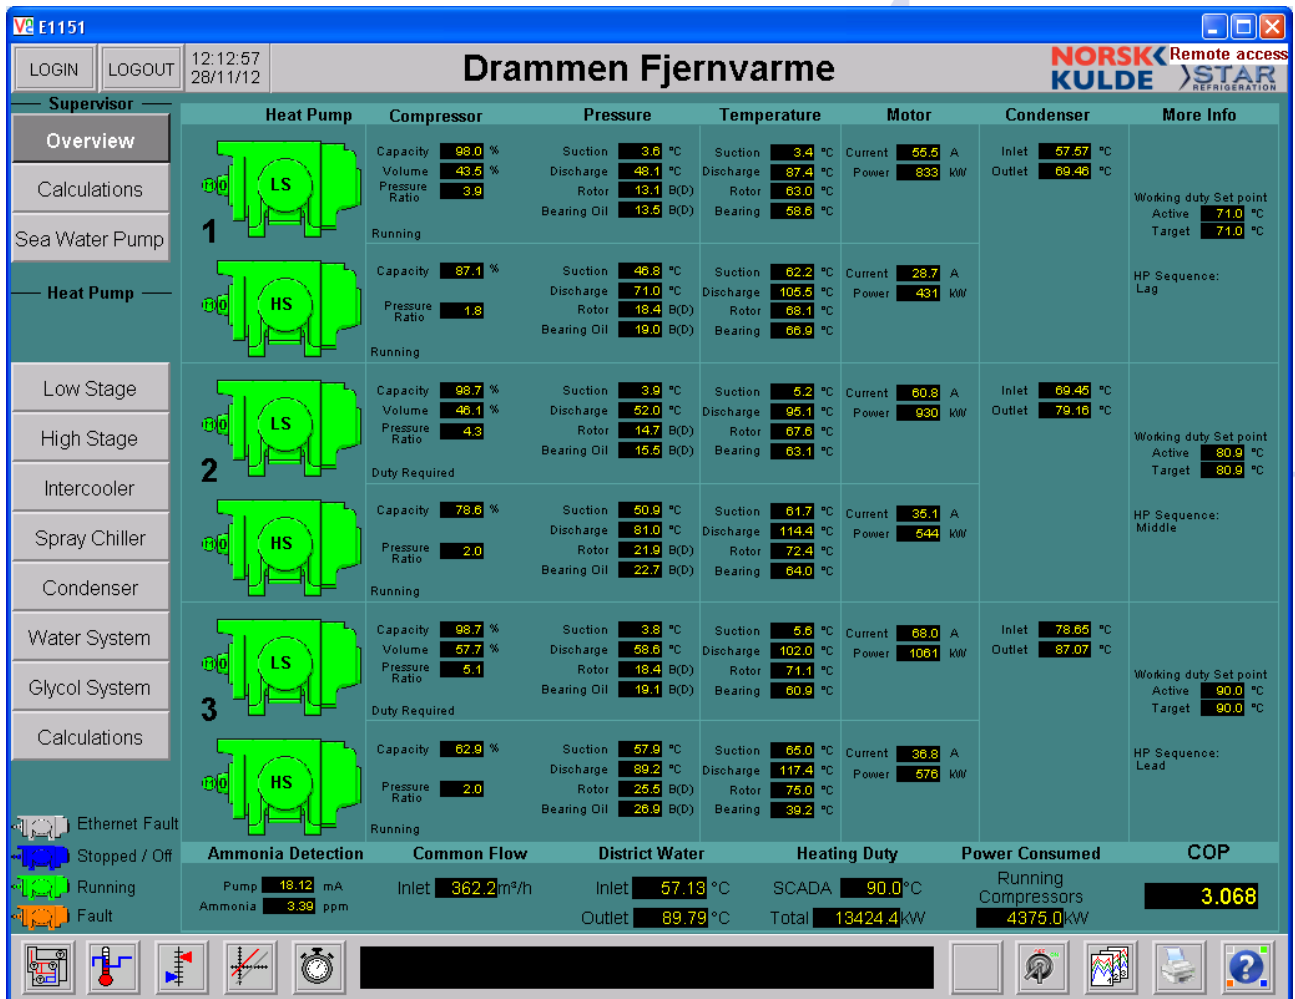 E1151
LOGIN LOGOUT 12:12:57 28/11/12 Drammen Fjernvarme NORSK KULDE Remote access STAR REFRIGERATION
Supervisor
Overview
Calculations
Sea Water Pump
Heat Pump
Low Stage
High Stage
Intercooler
Spray Chiller
Condenser
Water System
Glycol System
Calculations
Ethernet Fault
Stopped / Off
Running
Fault
Heat Pump Compressor Pressure Temperature Motor Condenser More Info
1 LS
Capacity 98.0 % Suction 3.6 °C Suction 3.4 °C Current 55.5 A Inlet 57.57 °C
Volume 43.5 % Discharge 48.1 °C Discharge 87.4 °C Power 833 kW Outlet 69.46 °C
Pressure Ratio 3.9 Rotor 13.1 B(D) Rotor 63.0 °C
Bearing Oil 13.5 B(D) Bearing 58.6 °C
Running
Working duty Set point
Active 71.0 °C
Target 71.0 °C
HS
Capacity 87.1 % Suction 46.8 °C Suction 62.2 °C Current 28.7 A
Discharge 71.0 °C Discharge 105.5 °C Power 431 kW
Pressure Ratio 1.8 Rotor 18.4 B(D) Rotor 68.1 °C
Bearing Oil 19.0 B(D) Bearing 66.9 °C
Running
HP Sequence:
Lag
2 LS
Capacity 98.7 % Suction 3.9 °C Suction 5.2 °C Current 60.8 A Inlet 69.45 °C
Volume 46.1 % Discharge 52.0 °C Discharge 95.1 °C Power 930 kW Outlet 79.16 °C
Pressure Ratio 4.3 Rotor 14.7 B(D) Rotor 67.6 °C
Bearing Oil 15.5 B(D) Bearing 63.1 °C
Duty Required
Working duty Set point
Active 80.9 °C
Target 80.9 °C
HS
Capacity 78.6 % Suction 50.9 °C Suction 61.7 °C Current 35.1 A
Discharge 81.0 °C Discharge 114.4 °C Power 544 kW
Pressure Ratio 2.0 Rotor 21.9 B(D) Rotor 72.4 °C
Bearing Oil 22.7 B(D) Bearing 64.0 °C
Running
HP Sequence:
Middle
3 LS
Capacity 98.7 % Suction 3.8 °C Suction 5.6 °C Current 68.0 A Inlet 78.65 °C
Volume 57.7 % Discharge 58.6 °C Discharge 102.0 °C Power 1061 kW Outlet 87.07 °C
Pressure Ratio 5.1 Rotor 18.4 B(D) Rotor 71.1 °C
Bearing Oil 19.1 B(D) Bearing 60.9 °C
Duty Required
Working duty Set point
Active 90.0 °C
Target 90.0 °C
HS
Capacity 62.9 % Suction 57.9 °C Suction 65.0 °C Current 36.8 A
Discharge 89.2 °C Discharge 117.4 °C Power 576 kW
Pressure Ratio 2.0 Rotor 25.5 B(D) Rotor 75.0 °C
Bearing Oil 26.9 B(D) Bearing 39.2 °C
Running
HP Sequence:
Lead
Ammonia Detection Common Flow District Water Heating Duty Power Consumed COP
Pump 18.12 mA Inlet 362.2 m³/h Inlet 57.13 °C SCADA 90.0 °C Running Compressors 3.068
Ammonia 3.39 ppm Outlet 89.79 °C Total 13424.4 kW 4375.0 kW